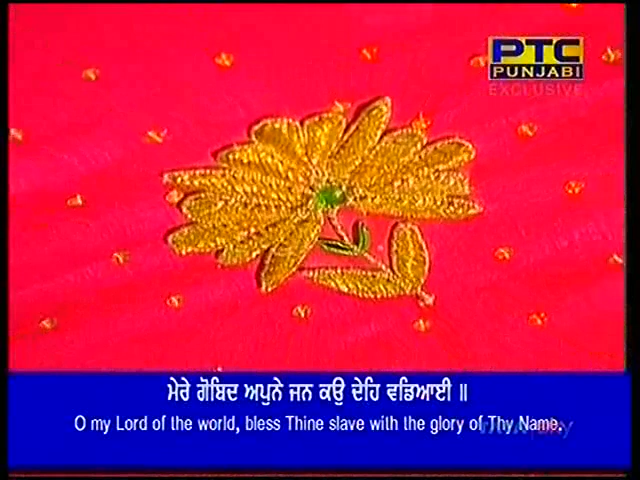 PTC
PUNJABI
EXCLUSIVE
ਮੇਰੇ ਗੋਬਿਦ ਅਪੁਨੇ ਜਨ ਕਉ ਦੇਹਿ ਵਡਿਆਈ ॥
O my Lord of the world, bless Thine slave with the glory of Thy Name.